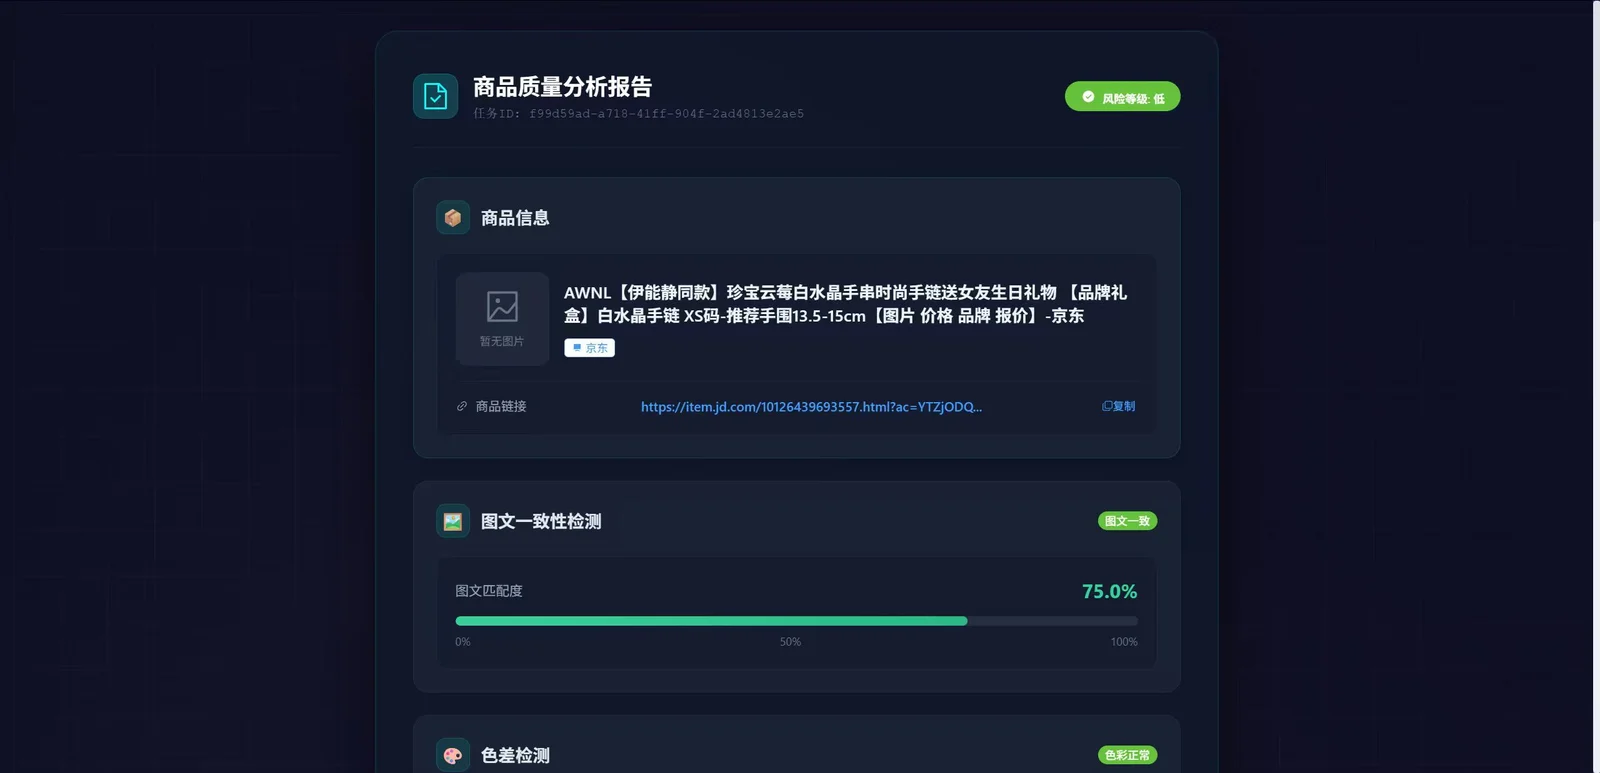 商品质量分析报告
任务ID: f99d59ad-a718-41ff-904f-2ad4813e2ae5
风险等级: 低
商品信息
暂无图片
AWNL【伊能静同款】珍宝云莓白水晶手串时尚手链送女友生日礼物 【品牌礼
盒】白水晶手链 XS码-推荐手围13.5-15cm【图片 价格 品牌 报价】-京东
京东
商品链接
https://item.jd.com/10126439693557.html?ac=YTZjODQ...
复制
图文一致性检测
图文一致
图文匹配度
75.0%
0%
50%
100%
色差检测
色彩正常